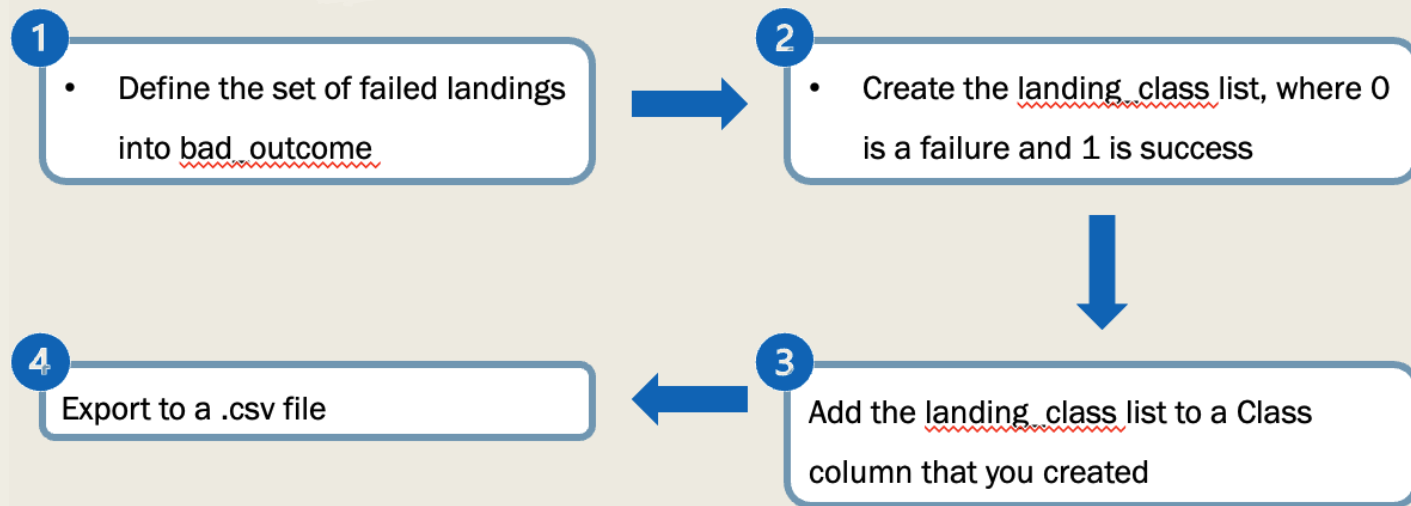 1
• Define the set of failed landings
into bad_outcome
2
• Create the landing_class list, where 0
is a failure and 1 is success
3
Add the landing_class list to a Class
column that you created
4
Export to a .csv file